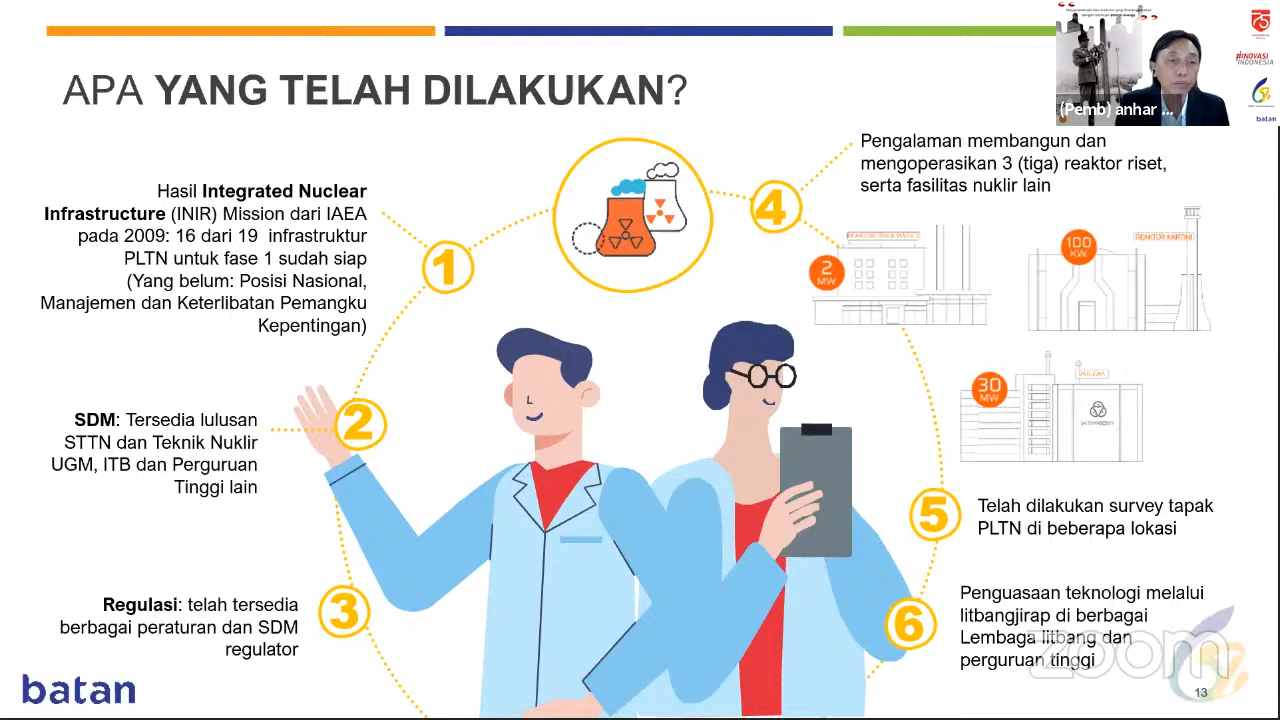 APA YANG TELAH DILAKUKAN?
(Pemb) anhar ...
#INOVASI
INDONESIA
batan
Hasil Integrated Nuclear
Infrastructure (INIR) Mission dari IAEA
pada 2009: 16 dari 19 infrastruktur
PLTN untuk fase 1 sudah siap
(Yang belum: Posisi Nasional,
Manajemen dan Keterlibatan Pemangku
Kepentingan)
1
SDM: Tersedia lulusan
STTN dan Teknik Nuklir
UGM, ITB dan Perguruan
Tinggi lain
2
Regulasi: telah tersedia
berbagai peraturan dan SDM
regulator
3
4
Pengalaman membangun dan
mengoperasikan 3 (tiga) reaktor riset,
serta fasilitas nuklir lain
2
MW
100
KW
REAKTOR KARTINI
30
MW
5
Telah dilakukan survey tapak
PLTN di beberapa lokasi
6
Penguasaan teknologi melalui
litbangjirap di berbagai
Lembaga litbang dan
perguruan tinggi
zoom
batan
13